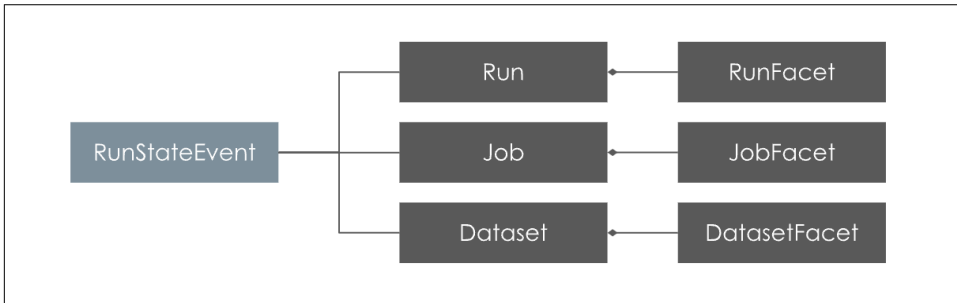 Run
RunFacet
RunStateEvent
Job
JobFacet
Dataset
DatasetFacet